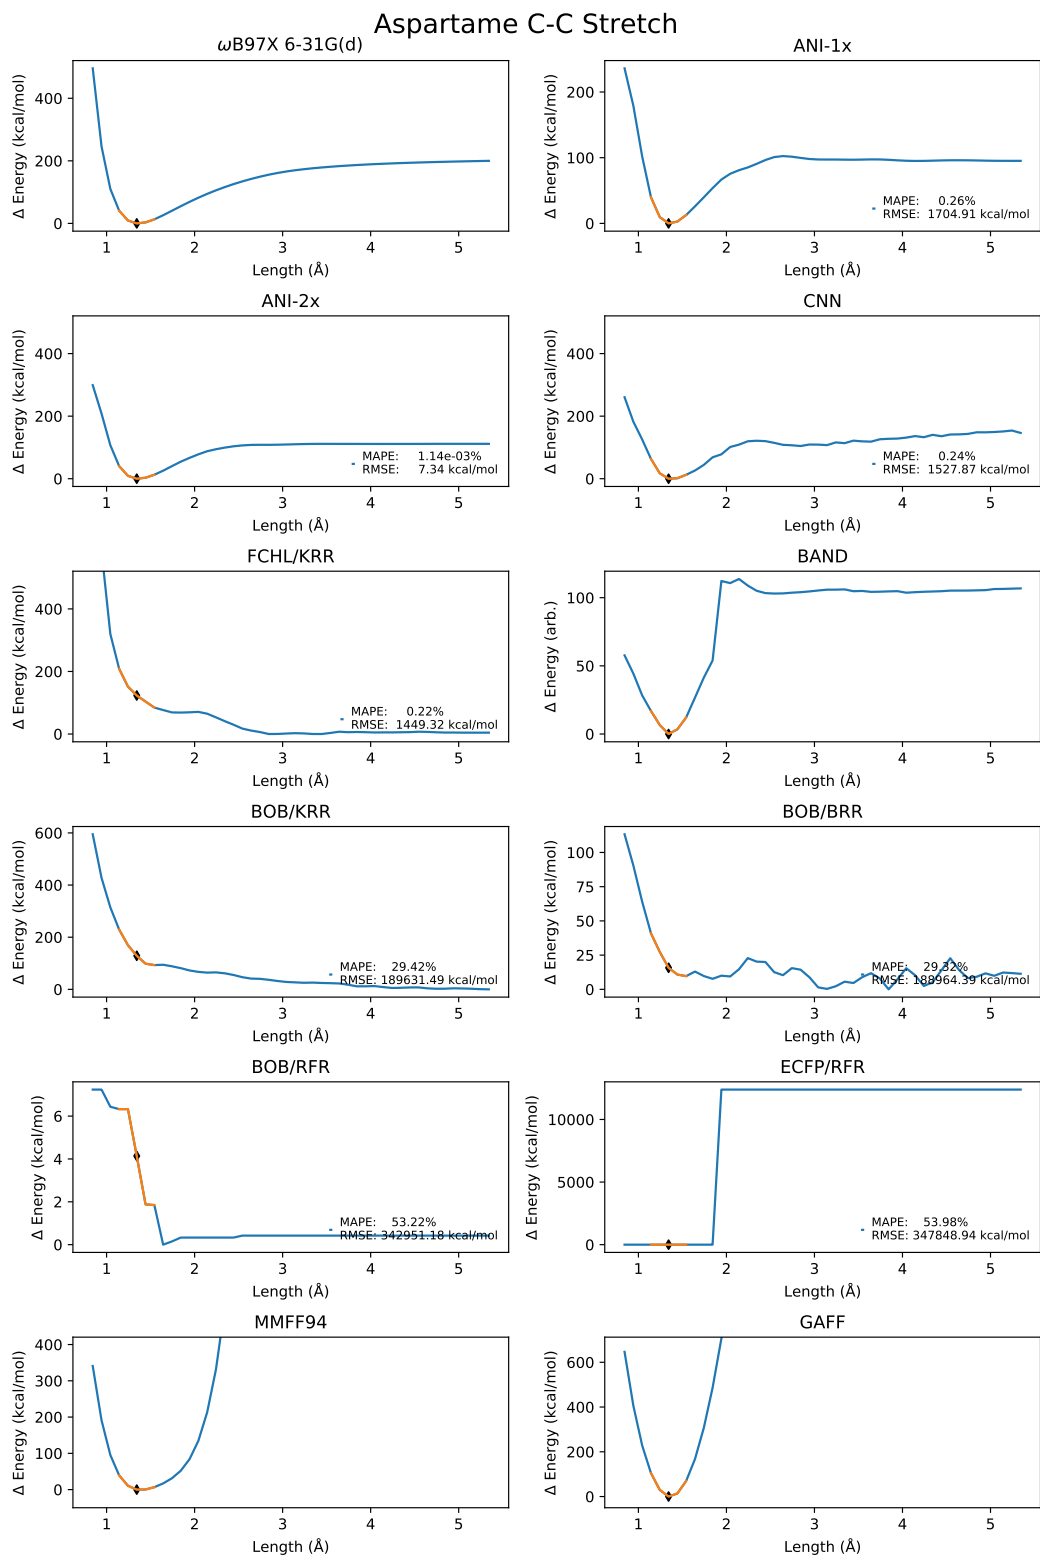 Aspartame C-C Stretch
ωB97X 6-31G(d)
Δ Energy (kcal/mol)
400
200
0
1 2 3 4 5
Length (Å)
ANI-1x
Δ Energy (kcal/mol)
200
100
0
MAPE: 0.26%
RMSE: 1704.91 kcal/mol
1 2 3 4 5
Length (Å)
ANI-2x
Δ Energy (kcal/mol)
400
200
0
MAPE: 1.14e-03%
RMSE: 7.34 kcal/mol
1 2 3 4 5
Length (Å)
CNN
Δ Energy (kcal/mol)
400
200
0
MAPE: 0.24%
RMSE: 1527.87 kcal/mol
1 2 3 4 5
Length (Å)
FCHL/KRR
Δ Energy (kcal/mol)
400
200
0
MAPE: 0.22%
RMSE: 1449.32 kcal/mol
1 2 3 4 5
Length (Å)
BAND
Δ Energy (arb.)
100
50
0
1 2 3 4 5
Length (Å)
BOB/KRR
Δ Energy (kcal/mol)
600
400
200
0
MAPE: 29.42%
RMSE: 189631.49 kcal/mol
1 2 3 4 5
Length (Å)
BOB/BRR
Δ Energy (kcal/mol)
100
75
50
25
0
MAPE: 29.32%
RMSE: 188964.39 kcal/mol
1 2 3 4 5
Length (Å)
BOB/RFR
Δ Energy (kcal/mol)
6
4
2
0
MAPE: 53.22%
RMSE: 342951.18 kcal/mol
1 2 3 4 5
Length (Å)
ECFP/RFR
Δ Energy (kcal/mol)
10000
5000
0
MAPE: 53.98%
RMSE: 347848.94 kcal/mol
1 2 3 4 5
Length (Å)
MMFF94
Δ Energy (kcal/mol)
400
300
200
100
0
1 2 3 4 5
Length (Å)
GAFF
Δ Energy (kcal/mol)
600
400
200
0
1 2 3 4 5
Length (Å)